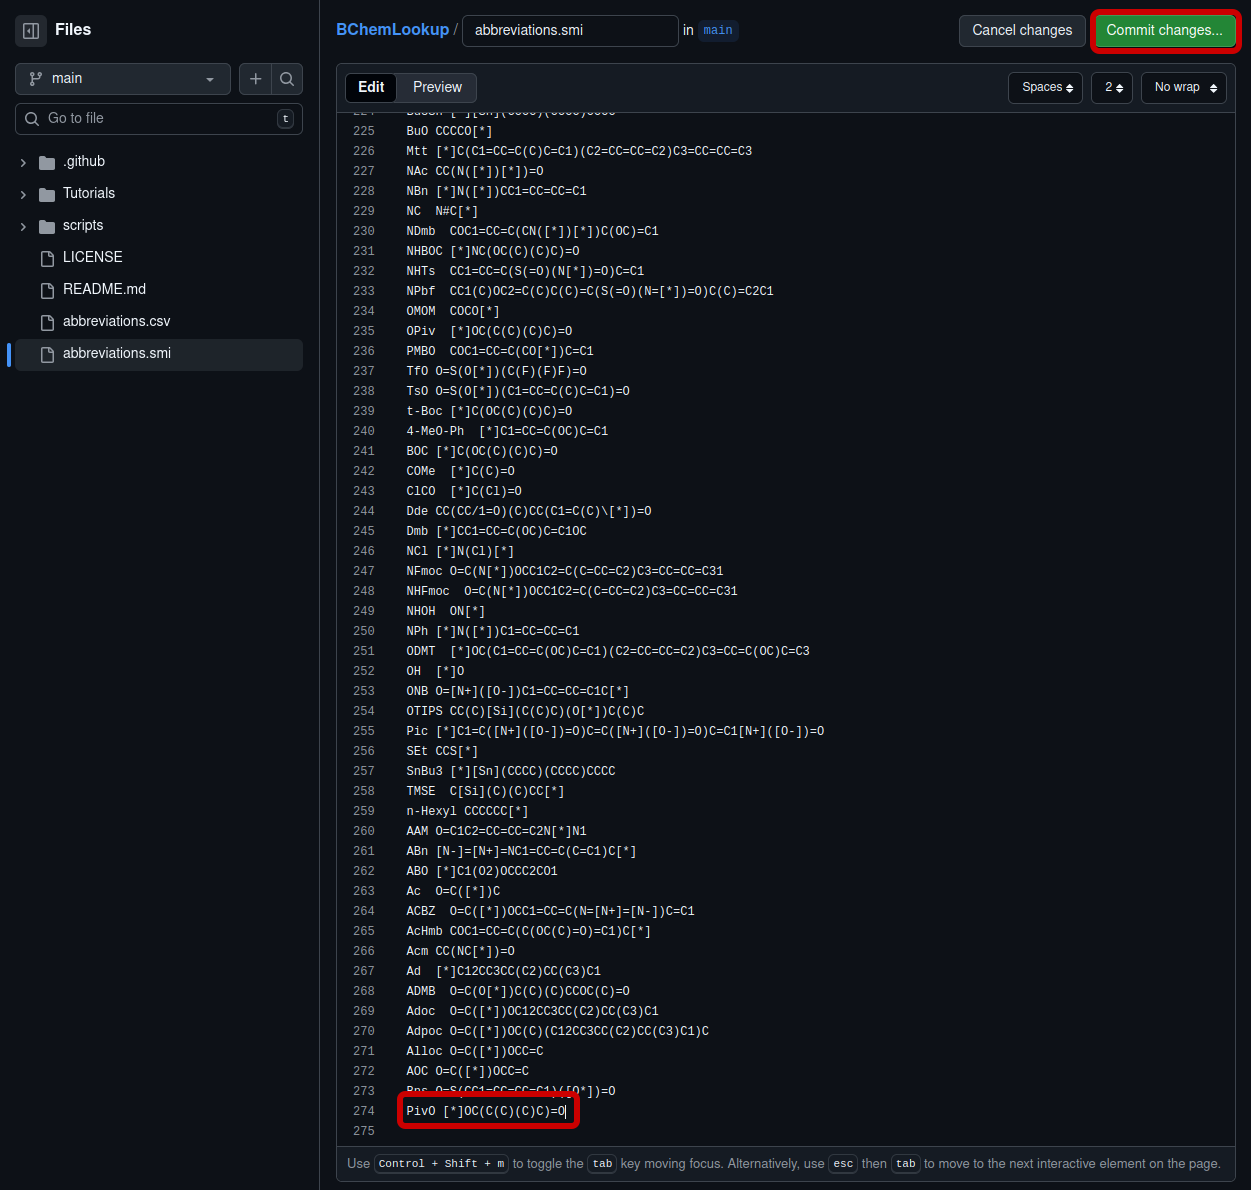 Files
main
Go to file
t
.github
Tutorials
scripts
LICENSE
README.md
abbreviations.csv
abbreviations.smi
BChemLookup / abbreviations.smi in main
Cancel changes
Commit changes...
Edit Preview
Spaces 2 No wrap
225 BuO CCCCO[*]
226 Mtt [*]C(C1=CC=C(C)C=C1)(C2=CC=CC=C2)C3=CC=CC=C3
227 NAc CC(N([*])[*])=O
228 NBn [*]N([*])CC1=CC=CC=C1
229 NC N#C[*]
230 NDmb COC1=CC=C(CN([*])[*])C(OC)=C1
231 NHBOC [*]NC(OC(C)(C)C)=O
232 NHTs CC1=CC=C(S(=O)(N[*])=O)C=C1
233 NPbf CC1(C)OC2=C(C)C(C)=C(S(=O)(N=[*])=O)C(C)=C2C1
234 OMOM COCO[*]
235 OPiv [*]OC(C(C)(C)C)=O
236 PMBO COC1=CC=C(CO[*])C=C1
237 TfO O=S(O[*])(C(F)(F)F)=O
238 TsO O=S(O[*])(C1=CC=C(C)C=C1)=O
239 t-Boc [*]C(OC(C)(C)C)=O
240 4-MeO-Ph [*]C1=CC=C(OC)C=C1
241 BOC [*]C(OC(C)(C)C)=O
242 COMe [*]C(C)=O
243 ClCO [*]C(Cl)=O
244 Dde CC(CC/1=O)(C)CC(C1=C(C)\[*])=O
245 Dmb [*]CC1=CC=C(OC)C=C1OC
246 NCl [*]N(Cl)[*]
247 NFmoc O=C(N[*])OCC1C2=C(C=CC=C2)C3=CC=CC=C31
248 NHFmoc O=C(N[*])OCC1C2=C(C=CC=C2)C3=CC=CC=C31
249 NHOH ON[*]
250 NPh [*]N([*])C1=CC=CC=C1
251 ODMT [*]OC(C1=CC=C(OC)C=C1)(C2=CC=CC=C2)C3=CC=C(OC)C=C3
252 OH [*]O
253 ONB O=[N+]([O-])C1=CC=CC=C1C[*]
254 OTIPS CC(C)[Si](C(C)C)(O[*])C(C)C
255 Pic [*]C1=C([N+]([O-])=O)C=C([N+]([O-])=O)C=C1[N+]([O-])=O
256 SEt CCS[*]
257 SnBu3 [*][Sn](CCCC)(CCCC)CCCC
258 TMSE C[Si](C)(C)CC[*]
259 n-Hexyl CCCCCC[*]
260 AAM O=C1C2=CC=CC=C2N[*]N1
261 ABn [N-]=[N+]=NC1=CC=C(C=C1)C[*]
262 ABO [*]C1(O2)OCCC2CO1
263 Ac O=C([*])C
264 ACBZ O=C([*])OCC1=CC=C(N=[N+]=[N-])C=C1
265 AcHmb COC1=CC=C(C(OC(C)=O)=C1)C[*]
266 Acm CC(NC[*])=O
267 Ad [*]C12CC3CC(C2)CC(C3)C1
268 ADMB O=C(O[*])C(C)(C)CCOC(C)=O
269 Adoc O=C([*])OC12CC3CC(C2)CC(C3)C1
270 Adpoc O=C([*])OC(C)(C12CC3CC(C2)CC(C3)C1)C
271 Alloc O=C([*])OCC=C
272 AOC O=C([*])OCC=C
273 Bns O=S(CC1=CC=CC=C1)([O*])=O
274 PivO [*]OC(C(C)(C)C)=O
275
Use Control + Shift + m to toggle the tab key moving focus. Alternatively, use esc then tab to move to the next interactive element on the page.